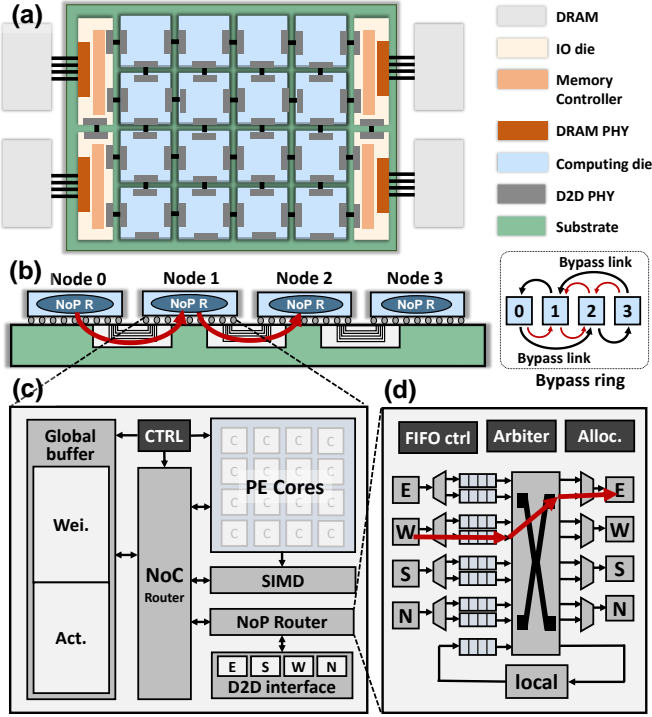 (a)
DRAM
IO die
Memory
Controller
DRAM PHY
Computing die
D2D PHY
Substrate
(b)
Node 0
Node 1
Node 2
Node 3
NoP R
NoP R
NoP R
NoP R
Bypass link
0
1
2
3
Bypass link
Bypass ring
(c)
Global
buffer
Wei.
Act.
CTRL
NoC
Router
C C C C
C C C C
PE Cores
C C C C
C C C C
SIMD
NoP Router
E S W N
D2D interface
(d)
FIFO ctrl
Arbiter
Alloc.
E
E
W
W
S
S
N
N
local